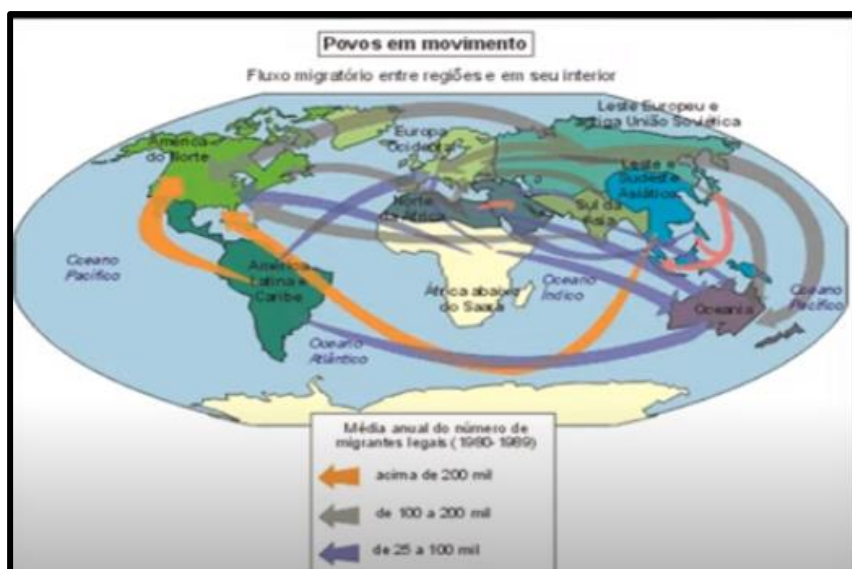 Povos em movimento
Fluxo migratório entre regiões e em seu interior
América
do Norte
Europa
Ocidental
Leste Europeu e
antiga União Soviética
Leste e
Sudeste
Asiático
Norte
da África
Sul da
Ásia
Oceano
Pacífico
América
Latina e
Caribe
África abaixo
do Saara
Oceano
Índico
Oceania
Oceano
Pacífico
Oceano
Atlântico
Média anual do número de
migrantes legais (1980-1989)
acima de 200 mil
de 100 a 200 mil
de 25 a 100 mil